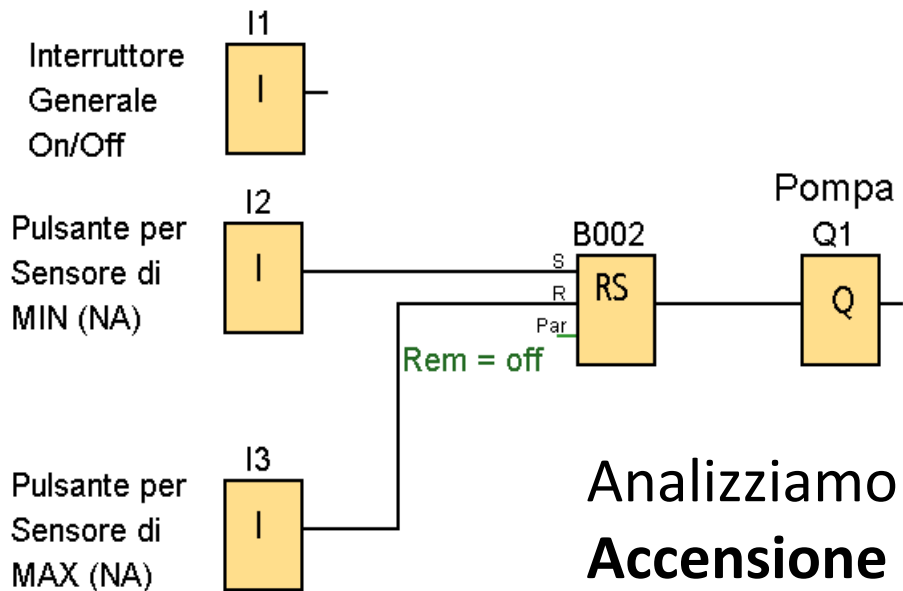 I1
Interruttore
Generale
On/Off
I
I2
Pulsante per
Sensore di
MIN (NA)
I
Pompa
B002
Q1
S
RS
R
Par
Q
Rem = off
I3
Pulsante per
Sensore di
MAX (NA)
I
Analizziamo
Accensione